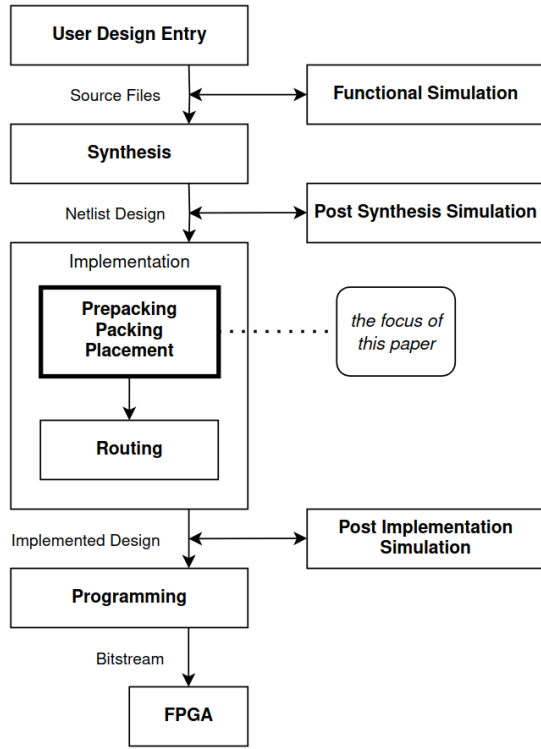 User Design Entry
Source Files
Functional Simulation
Synthesis
Netlist Design
Post Synthesis Simulation
Implementation
Prepacking
Packing
Placement
the focus of
this paper
Routing
Implemented Design
Post Implementation
Simulation
Programming
Bitstream
FPGA